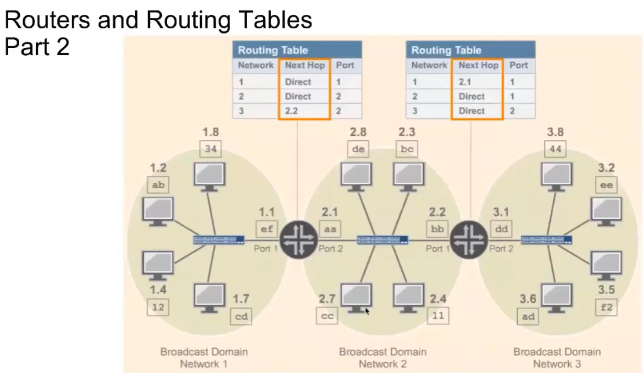 Routers and Routing Tables
Part 2
Routing Table
Network Next Hop Port
1 Direct 1
2 Direct 2
3 2.2 2
Routing Table
Network Next Hop Port
1 2.1 1
2 Direct 1
3 Direct 2
1.8
34
1.2
ab
1.1
ef
Port 1
1.4
12
1.7
cd
2.8
de
2.3
bc
2.1
aa
Port 2
2.2
bb
Port 1
2.7
cc
2.4
11
3.8
44
3.2
ee
3.1
dd
Port 2
3.6
ad
3.5
f2
Broadcast Domain
Network 1
Broadcast Domain
Network 2
Broadcast Domain
Network 3